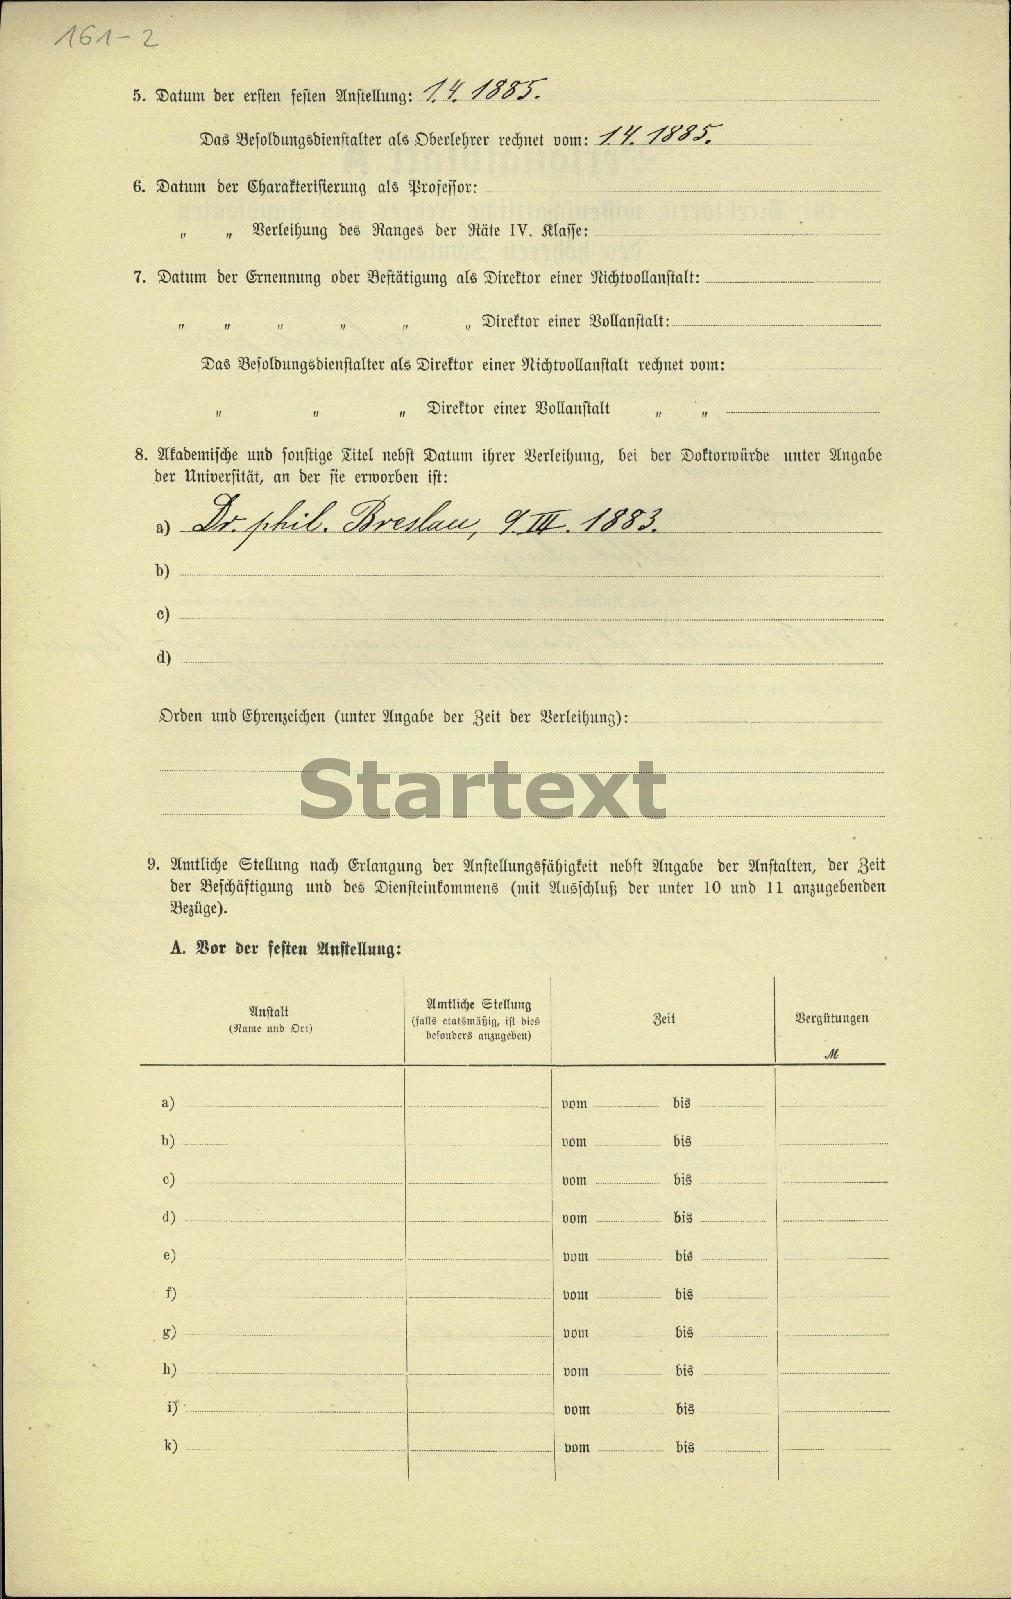 161-2
5. Datum der ersten festen Anstellung: 1.4. 1885.
Das Besoldungsdienstalter als Oberlehrer rechnet vom: 1.4. 1885.
6. Datum der Charakterisierung als Professor:
„ „ Verleihung des Ranges der Räte IV. Klasse:
7. Datum der Ernennung oder Bestätigung als Direktor einer Nichtvollanstalt:
„ „ „ „ „ „ Direktor einer Vollanstalt:
Das Besoldungsdienstalter als Direktor einer Nichtvollanstalt rechnet vom:
„ „ „ Direktor einer Vollanstalt „ „
8. Akademische und sonstige Titel nebst Datum ihrer Verleihung, bei der Doktorwürde unter Angabe
der Universität, an der sie erworben ist:
a) Dr. phil. Breslau, 9. III. 1883.
b)
c)
d)
Orden und Ehrenzeichen (unter Angabe der Zeit der Verleihung):
Startext
9. Amtliche Stellung nach Erlangung der Anstellungsfähigkeit nebst Angabe der Anstalten, der Zeit
der Beschäftigung und des Diensteinkommens (mit Ausschluß der unter 10 und 11 anzugebenden
Bezüge).
A. Vor der festen Anstellung:
Anstalt
(Name und Ort)
Amtliche Stellung
(falls etatsmäßig, ist dies
besonders anzugeben)
Zeit
Vergütungen
M
a) vom bis
b) vom bis
c) vom bis
d) vom bis
e) vom bis
f) vom bis
g) vom bis
h) vom bis
i) vom bis
k) vom bis